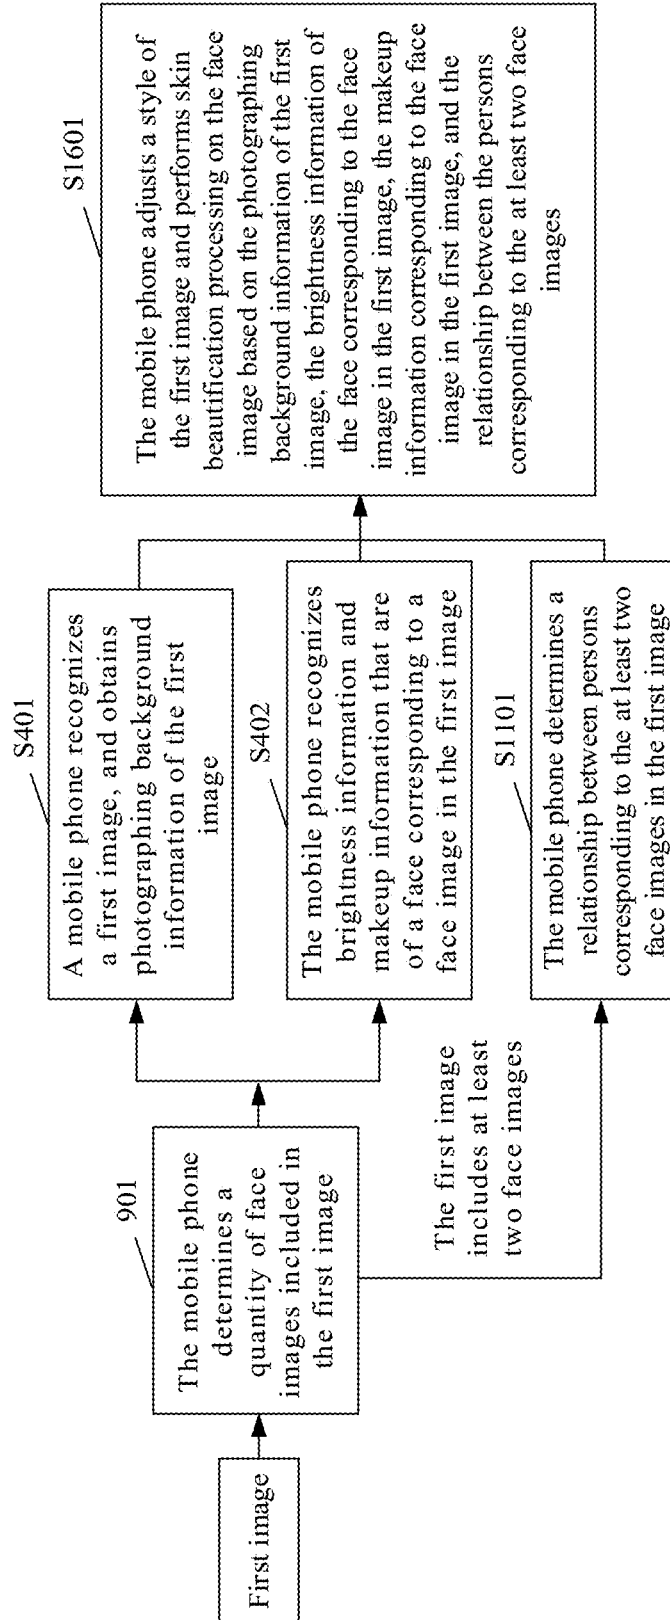 First image
901
The mobile phone
determines a
quantity of face
images included in
the first image
The first image
includes at least
two face images
S401
A mobile phone recognizes
a first image, and obtains
photographing background
information of the first
image
S402
The mobile phone recognizes
brightness information and
makeup information that are
of a face corresponding to a
face image in the first image
S1101
The mobile phone determines a
relationship between persons
corresponding to the at least two
face images in the first image
S1601
The mobile phone adjusts a style of
the first image and performs skin
beautification processing on the face
image based on the photographing
background information of the first
image, the brightness information of
the face corresponding to the face
image in the first image, the makeup
information corresponding to the face
image in the first image, and the
relationship between the persons
corresponding to the at least two face
images